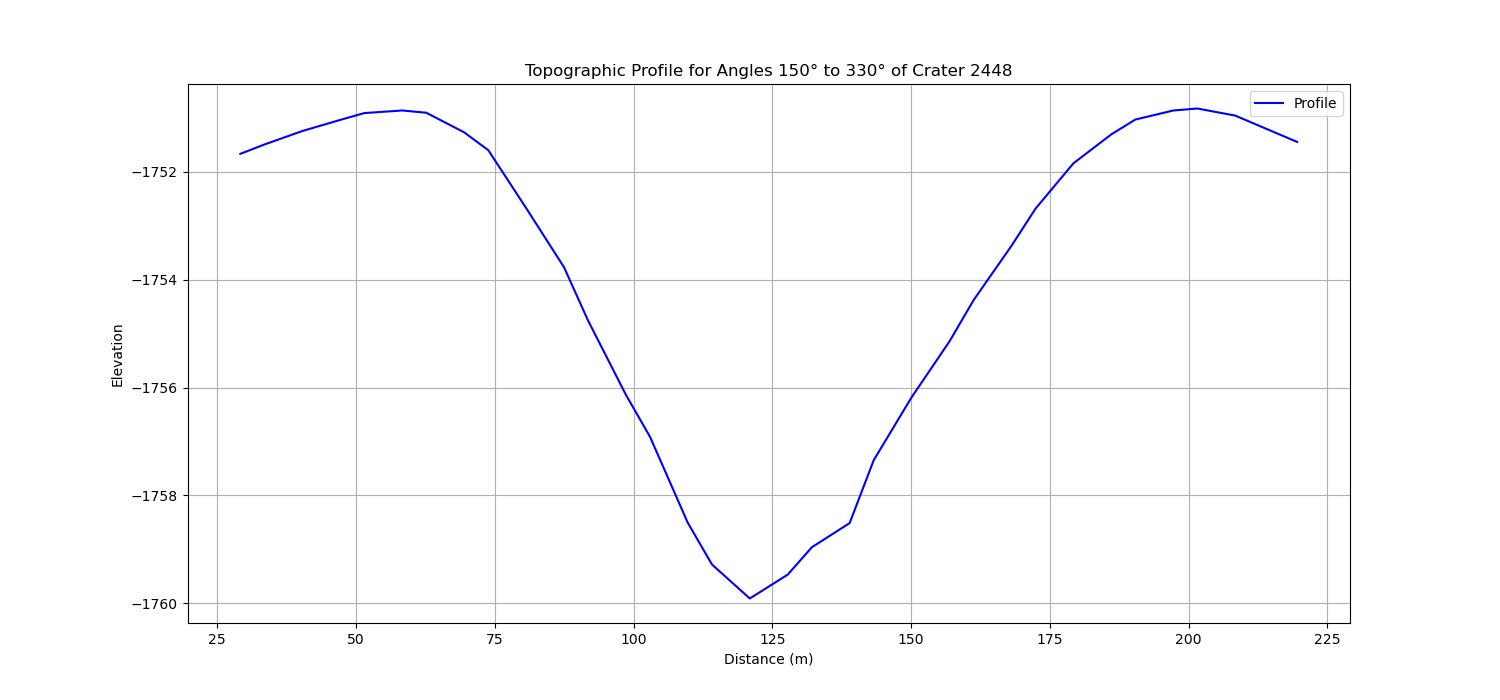 Topographic Profile for Angles 150° to 330° of Crater 2448
Profile
−1752
−1754
−1756
−1758
−1760
Elevation
25 50 75 100 125 150 175 200 225
Distance (m)